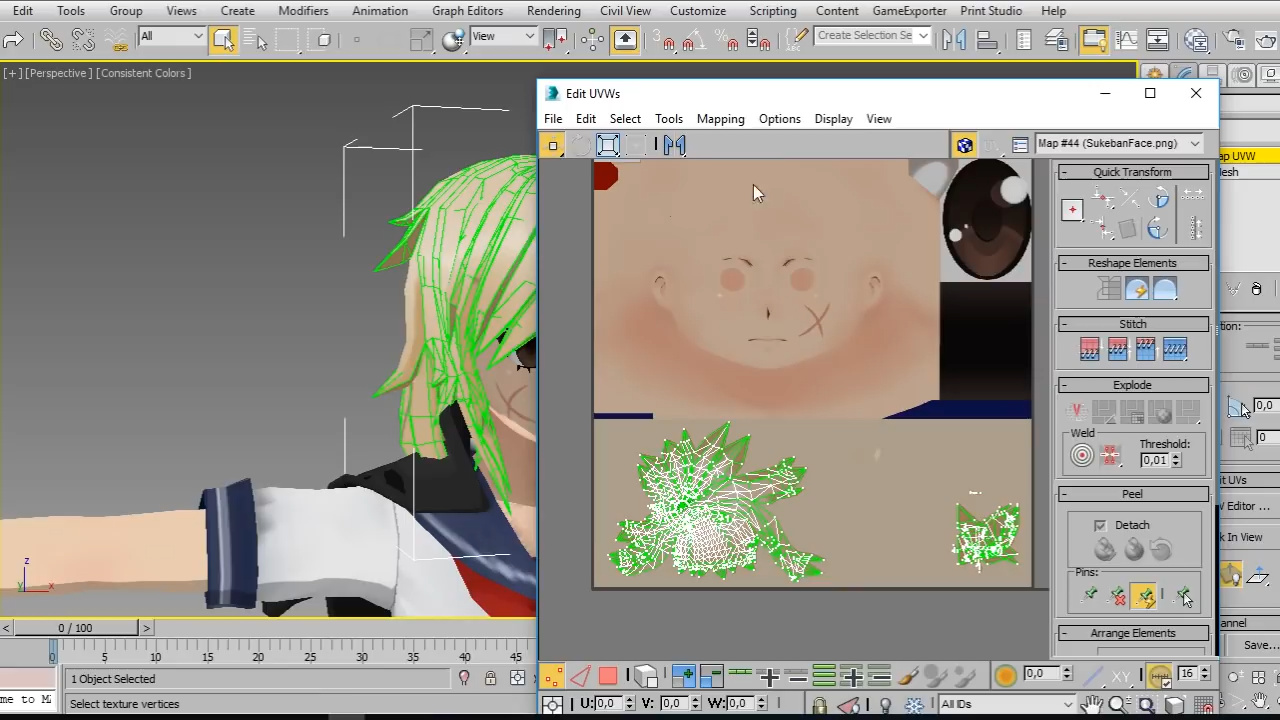 Edit Tools Group Views Create Modifiers Animation Graph Editors Rendering Civil View Customize Scripting Content GameExporter Print Studio Help
All View Create Selection Se
[+] [Perspective] [Consistent Colors]
Edit UVWs
File Edit Select Tools Mapping Options Display View
Map #44 (SukebanFace.png)
ap UVW
esh
Quick Transform
Reshape Elements
Stitch
tion:
Explode
0,0
Weld
Threshold:
0,01
0
it UVs
Peel
V Editor ...
Detach
k In View
Pins:
z
y x
annel
0 / 100
Arrange Elements
Save...
0 5 10 15 20 25 30 35 40 45
1 Object Selected
0,0 XY 16
me to M
Select texture vertices
U: 0,0 V: 0,0 W: 0,0 All IDs